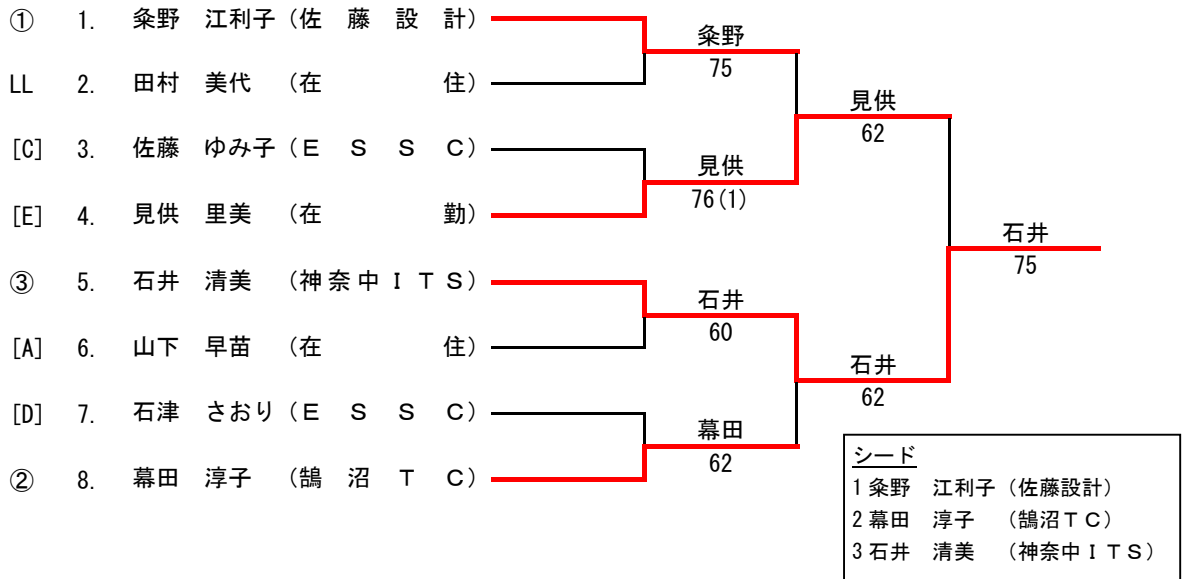 ① 1. 粂野 江利子（佐 藤 設 計）
粂野
75
LL 2. 田村 美代 （在 住）
見供
62
[C] 3. 佐藤 ゆみ子（Ｅ Ｓ Ｓ Ｃ）
見供
76(1)
[E] 4. 見供 里美 （在 勤）
石井
75
③ 5. 石井 清美 （神奈中ＩＴＳ）
石井
60
[A] 6. 山下 早苗 （在 住）
石井
62
[D] 7. 石津 さおり（Ｅ Ｓ Ｓ Ｃ）
幕田
62
② 8. 幕田 淳子 （鵠 沼 Ｔ Ｃ）
シード
1 粂野 江利子（佐藤設計）
2 幕田 淳子 （鵠沼ＴＣ）
3 石井 清美 （神奈中ＩＴＳ）